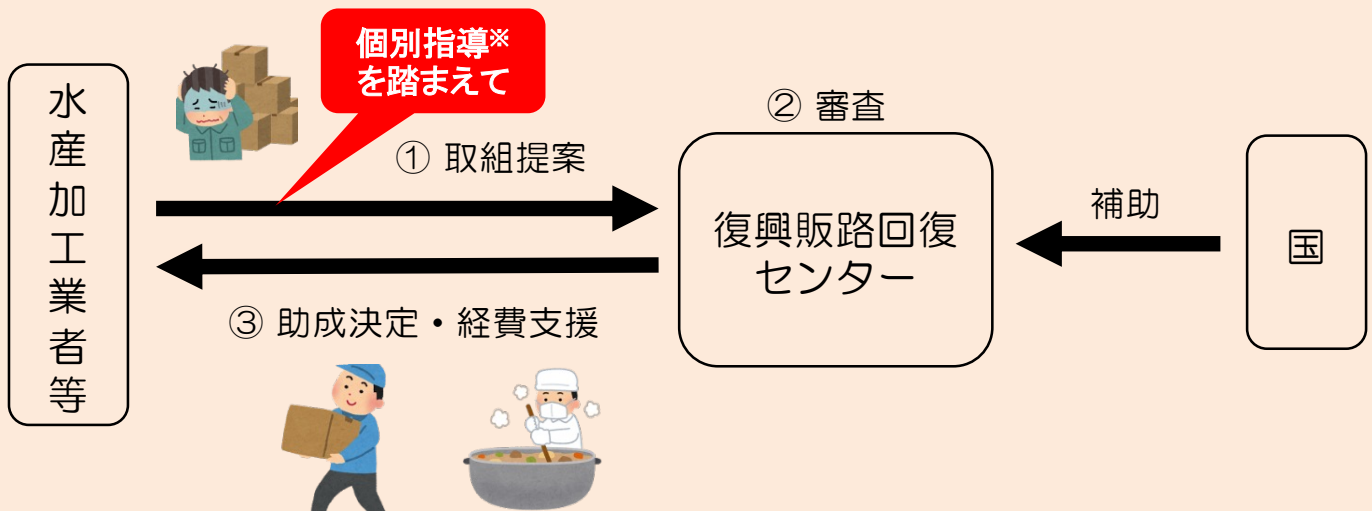 個別指導※
を踏まえて
水産加工業者等
① 取組提案
② 審査
復興販路回復
センター
補助
国
③ 助成決定・経費支援